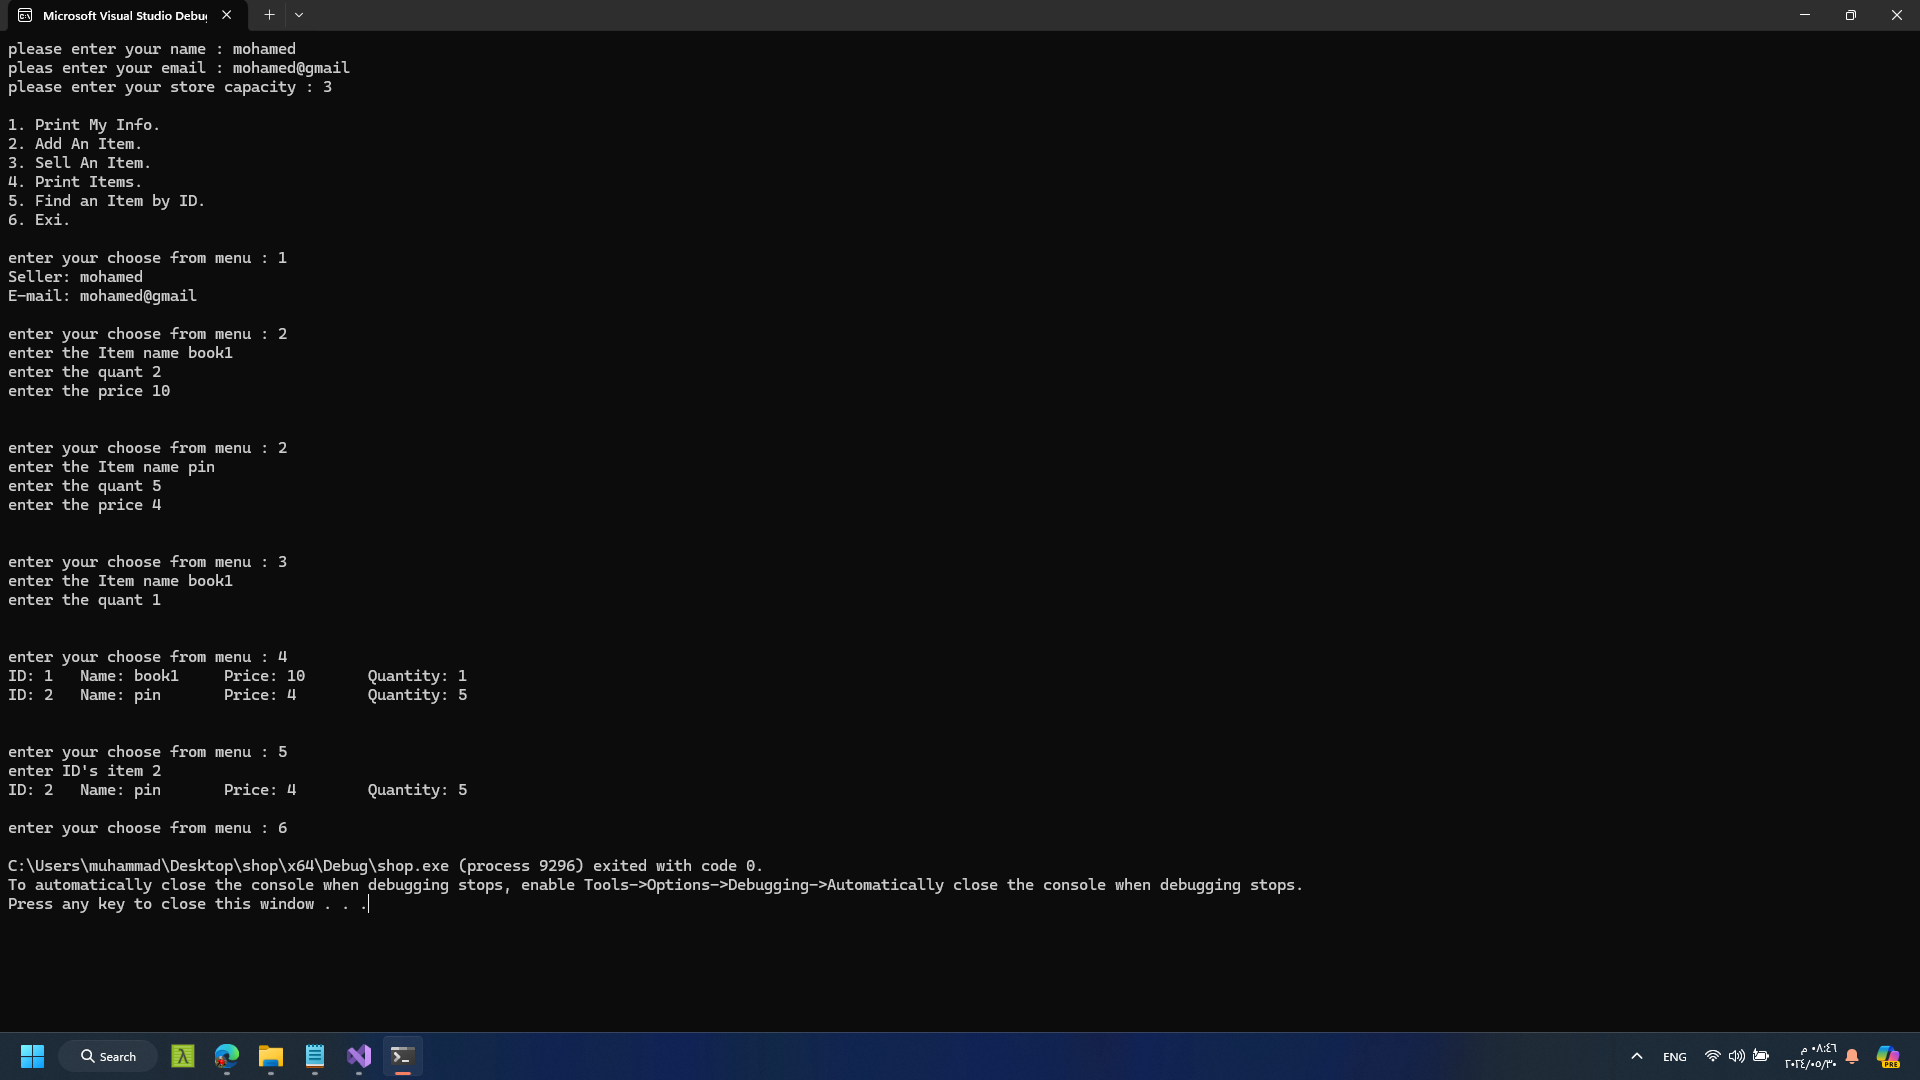 Microsoft Visual Studio Debug
please enter your name : mohamed
pleas enter your email : mohamed@gmail
please enter your store capacity : 3
1. Print My Info.
2. Add An Item.
3. Sell An Item.
4. Print Items.
5. Find an Item by ID.
6. Exi.
enter your choose from menu : 1
Seller: mohamed
E-mail: mohamed@gmail
enter your choose from menu : 2
enter the Item name book1
enter the quant 2
enter the price 10
enter your choose from menu : 2
enter the Item name pin
enter the quant 5
enter the price 4
enter your choose from menu : 3
enter the Item name book1
enter the quant 1
enter your choose from menu : 4
ID: 1   Name: book1     Price: 10       Quantity: 1
ID: 2   Name: pin       Price: 4        Quantity: 5
enter your choose from menu : 5
enter ID's item 2
ID: 2   Name: pin       Price: 4        Quantity: 5
enter your choose from menu : 6
C:\Users\muhammad\Desktop\shop\x64\Debug\shop.exe (process 9296) exited with code 0.
To automatically close the console when debugging stops, enable Tools->Options->Debugging->Automatically close the console when debugging stops.
Press any key to close this window . . .
Search
ENG
٠٨:٤٦ م
٢٠٢٤/٠٥/٣٠
PRE